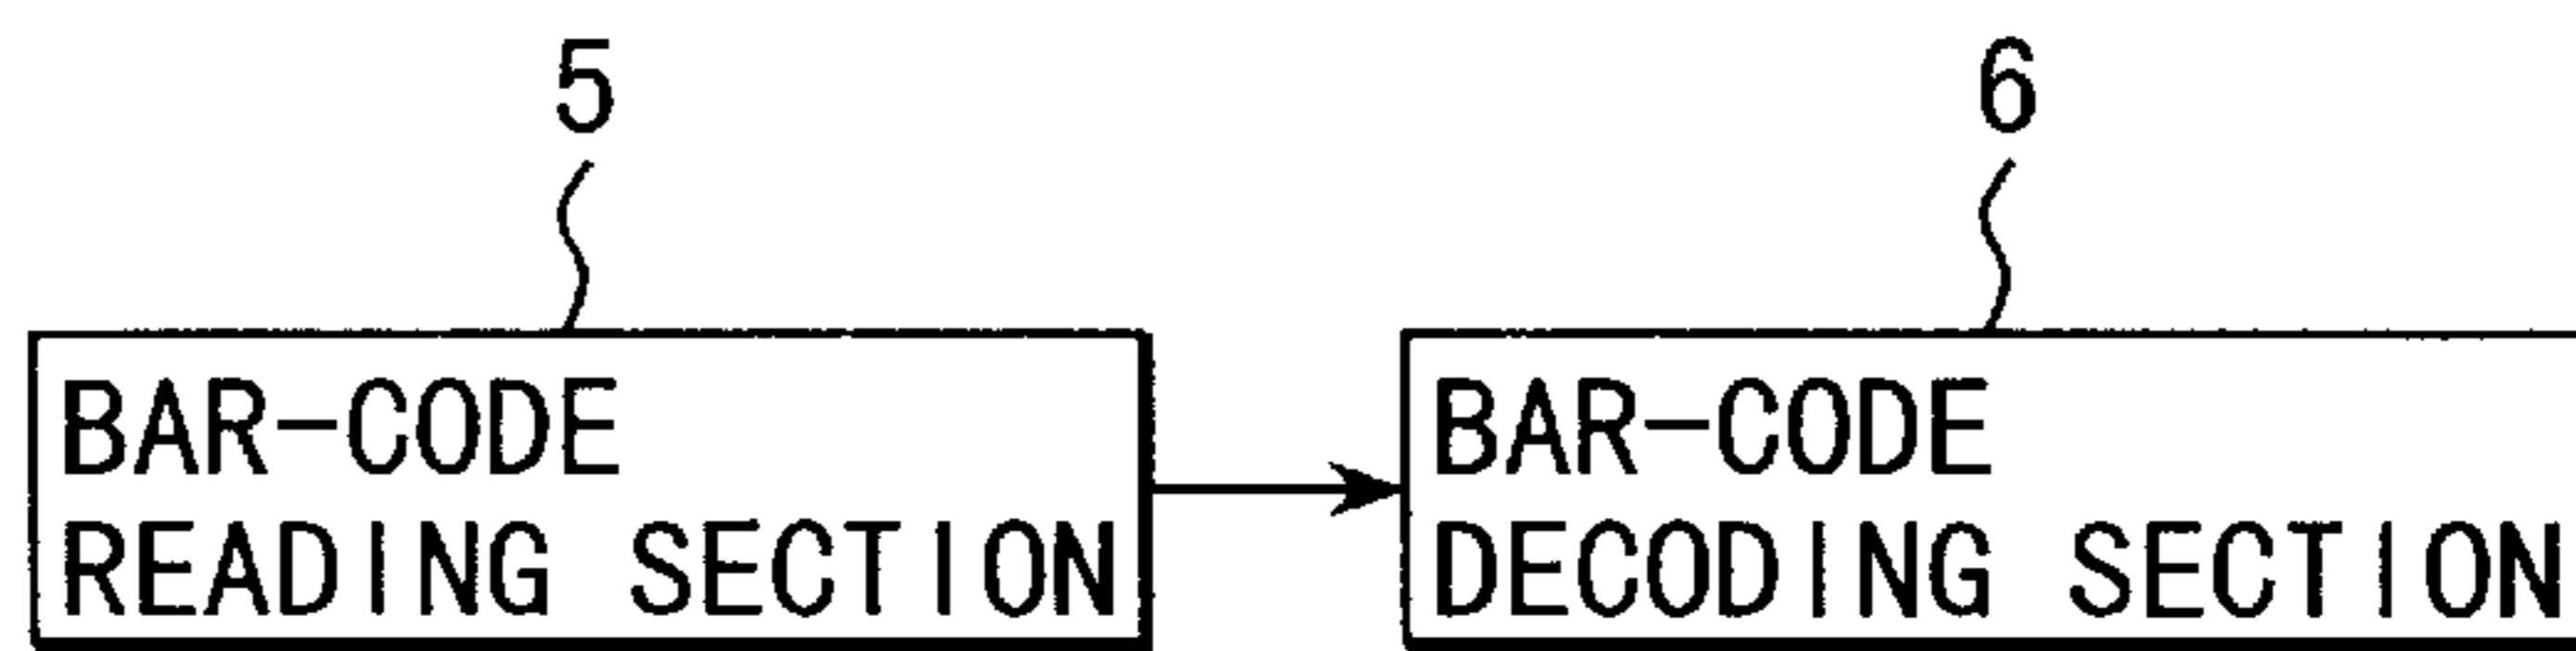 5
6
BAR-CODE
READING SECTION
BAR-CODE
DECODING SECTION